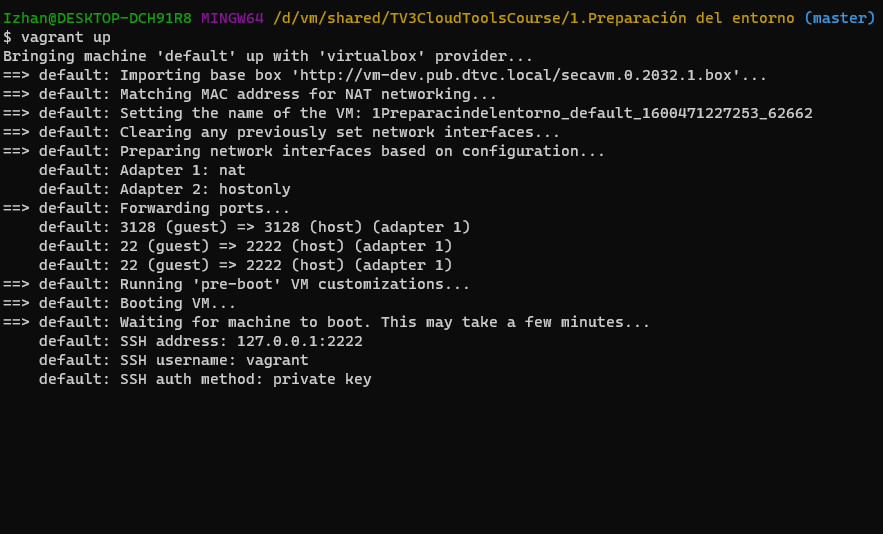 Izhan@DESKTOP-DCH91R8 MINGW64 /d/vm/shared/TV3CloudToolsCourse/1.Preparación del entorno (master)
$ vagrant up
Bringing machine 'default' up with 'virtualbox' provider...
==> default: Importing base box 'http://vm-dev.pub.dtvc.local/secavm.0.2032.1.box'...
==> default: Matching MAC address for NAT networking...
==> default: Setting the name of the VM: 1Preparacindelentorno_default_1600471227253_62662
==> default: Clearing any previously set network interfaces...
==> default: Preparing network interfaces based on configuration...
    default: Adapter 1: nat
    default: Adapter 2: hostonly
==> default: Forwarding ports...
    default: 3128 (guest) => 3128 (host) (adapter 1)
    default: 22 (guest) => 2222 (host) (adapter 1)
    default: 22 (guest) => 2222 (host) (adapter 1)
==> default: Running 'pre-boot' VM customizations...
==> default: Booting VM...
==> default: Waiting for machine to boot. This may take a few minutes...
    default: SSH address: 127.0.0.1:2222
    default: SSH username: vagrant
    default: SSH auth method: private key